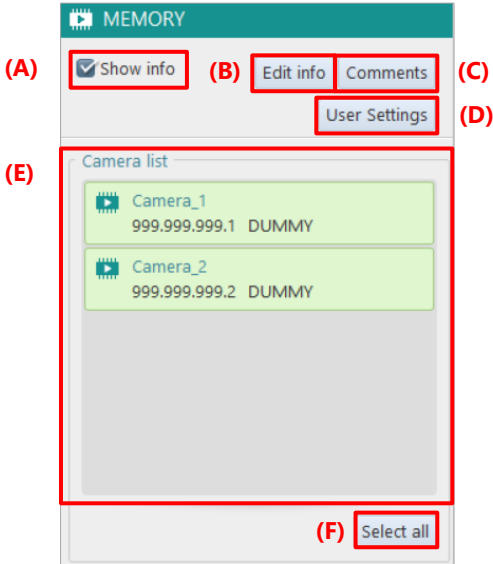 MEMORY
(A) Show info (B) Edit info Comments (C)
User Settings (D)
(E) Camera list
Camera_1
999.999.999.1 DUMMY
Camera_2
999.999.999.2 DUMMY
(F) Select all